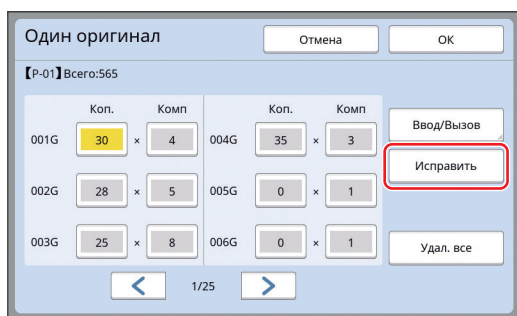 Один оригинал Отмена ОК
【P-01】Всего:565
Коп. Комп Коп. Комп
Ввод/Вызов
001G 30 × 4 004G 35 × 3
Исправить
002G 28 × 5 005G 0 × 1
003G 25 × 8 006G 0 × 1 Удал. все
< 1/25 >